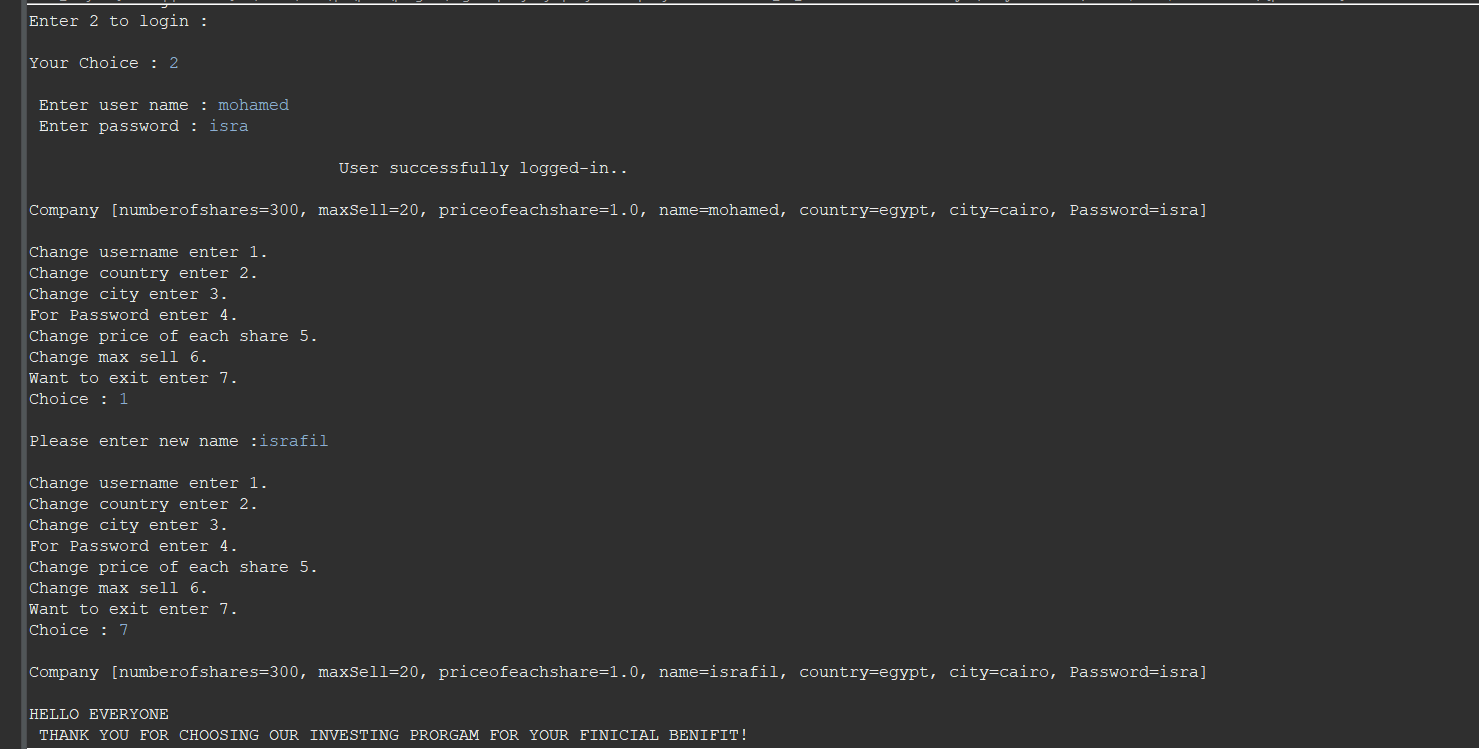 Enter 2 to login :
Your Choice : 2
Enter user name : mohamed
Enter password : isra
User successfully logged-in..
Company [numberofshares=300, maxSell=20, priceofeachshare=1.0, name=mohamed, country=egypt, city=cairo, Password=isra]
Change username enter 1.
Change country enter 2.
Change city enter 3.
For Password enter 4.
Change price of each share 5.
Change max sell 6.
Want to exit enter 7.
Choice : 1
Please enter new name :israfil
Change username enter 1.
Change country enter 2.
Change city enter 3.
For Password enter 4.
Change price of each share 5.
Change max sell 6.
Want to exit enter 7.
Choice : 7
Company [numberofshares=300, maxSell=20, priceofeachshare=1.0, name=israfil, country=egypt, city=cairo, Password=isra]
HELLO EVERYONE
THANK YOU FOR CHOOSING OUR INVESTING PRORGAM FOR YOUR FINICIAL BENIFIT!